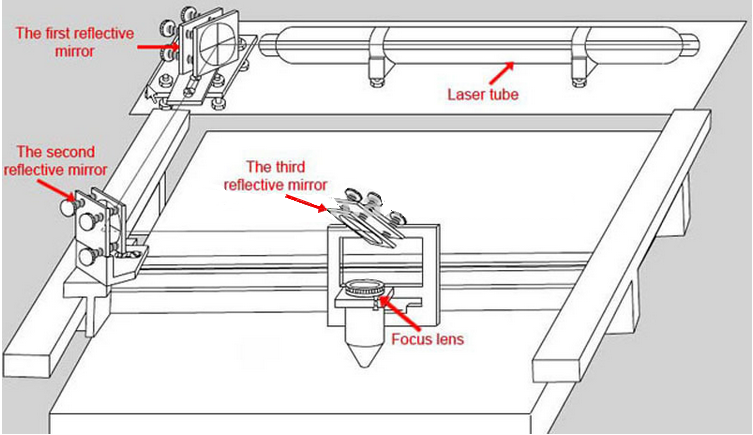 The first reflective
mirror
Laser tube
The second
reflective mirror
The third
reflective mirror
Focus lens